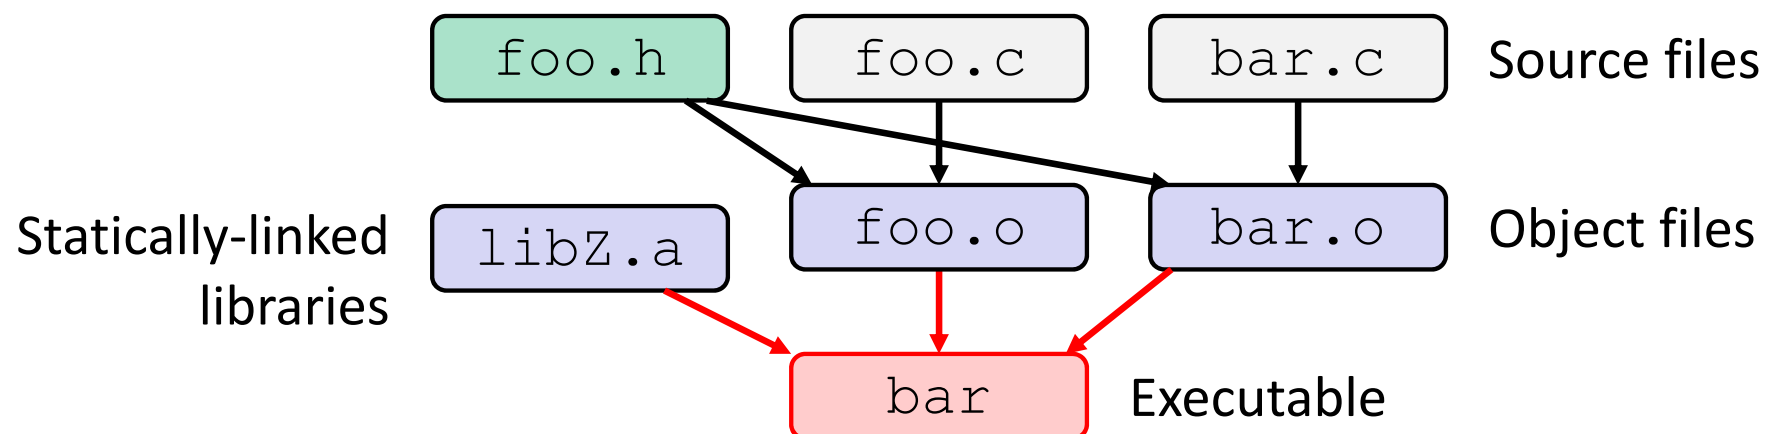 foo.h foo.c bar.c Source files
Statically-linked
libraries
libZ.a foo.o bar.o Object files
bar Executable